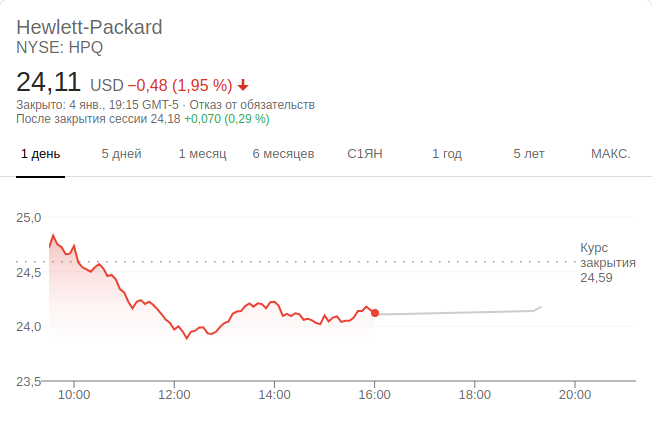 Hewlett-Packard
NYSE: HPQ
24,11 USD −0,48 (1,95 %)
Закрыто: 4 янв., 19:15 GMT-5 · Отказ от обязательств
После закрытия сессии 24,18 +0,070 (0,29 %)
1 день 5 дней 1 месяц 6 месяцев С1ЯН 1 год 5 лет МАКС.
25,0
Курс
закрытия
24,5
24,59
24,0
23,5
10:00 12:00 14:00 16:00 18:00 20:00